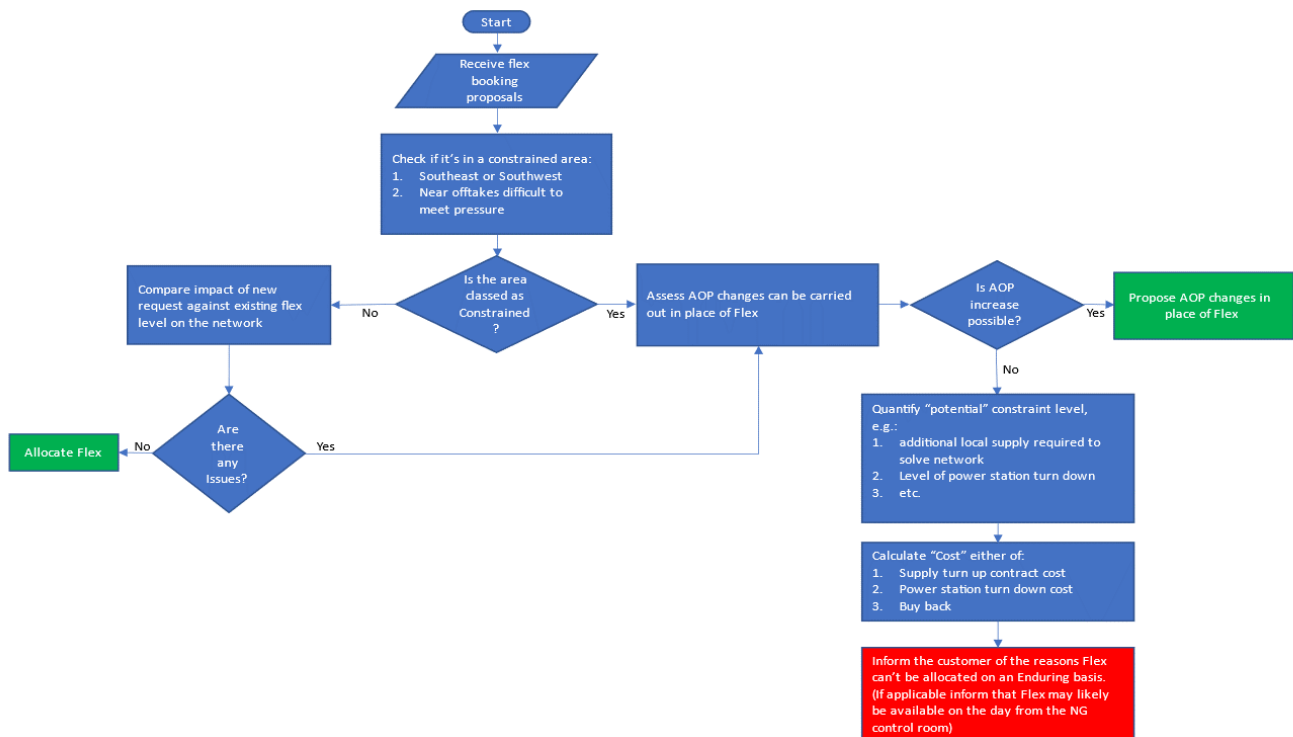 Start
Receive flex
booking
proposals
Check if it's in a constrained area:
1. Southeast or Southwest
2. Near offtakes difficult to
meet pressure
Is the area
classed as
Constrained
?
No
Yes
Compare impact of new
request against existing flex
level on the network
Assess AOP changes can be carried
out in place of Flex
Is AOP
increase
possible?
Yes
Propose AOP changes in
place of Flex
No
Are
there
any
Issues?
No
Yes
Allocate Flex
Quantify “potential” constraint level,
e.g.:
1. additional local supply required to
solve network
2. Level of power station turn down
3. etc.
Calculate “Cost” either of:
1. Supply turn up contract cost
2. Power station turn down cost
3. Buy back
Inform the customer of the reasons Flex
can't be allocated on an Enduring basis.
(If applicable inform that Flex may likely
be available on the day from the NG
control room)